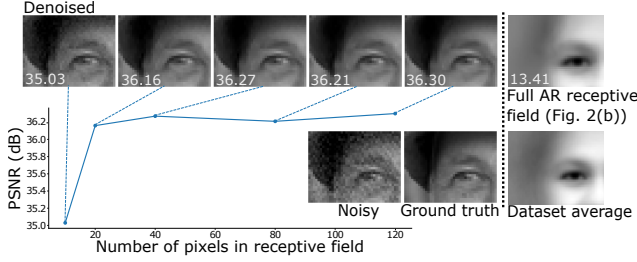 Denoised
35.03 36.16 36.27 36.21 36.30 13.41
Full AR receptive
field (Fig. 2(b))
PSNR (dB)
36.2
36.0
35.8
35.6
35.4
35.2
35.0
20 40 60 80 100 120
Number of pixels in receptive field
Noisy Ground truth Dataset average